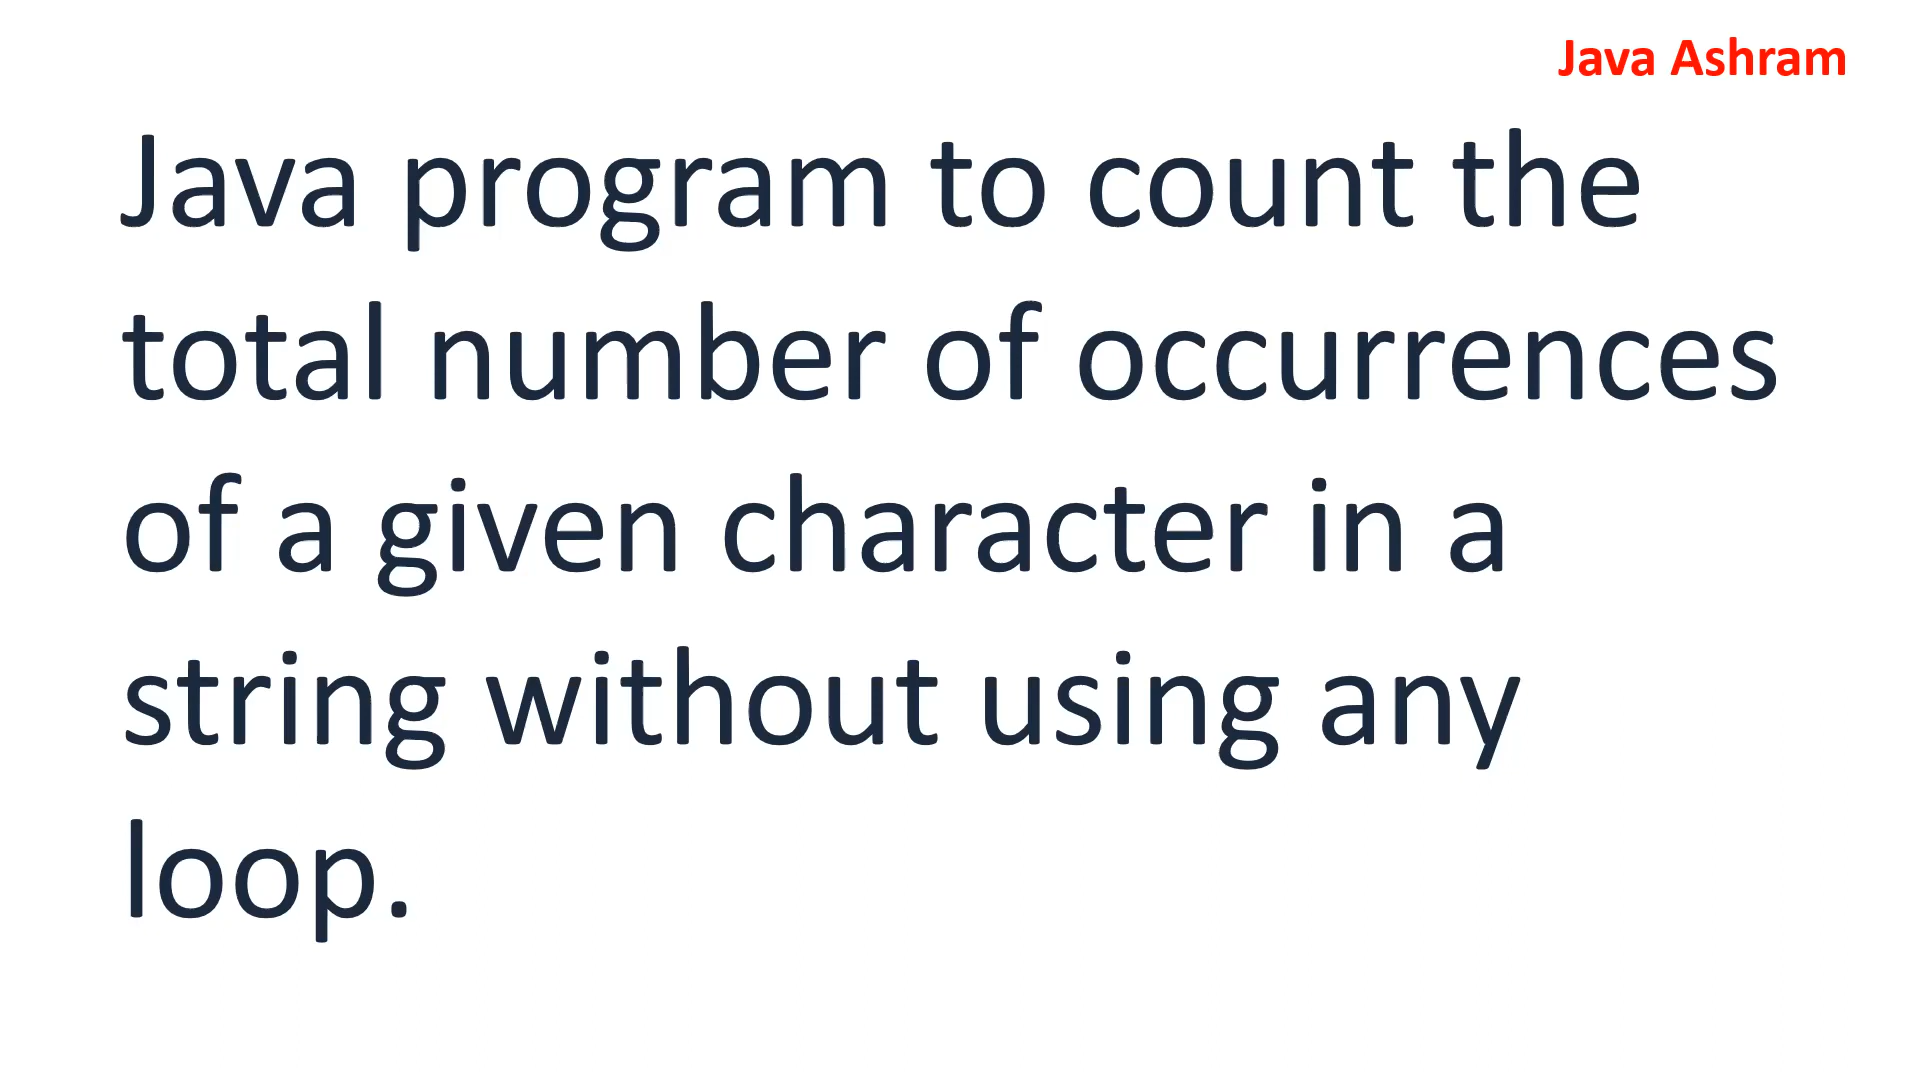 Java Ashram
Java program to count the
total number of occurrences
of a given character in a
string without using any
loop.